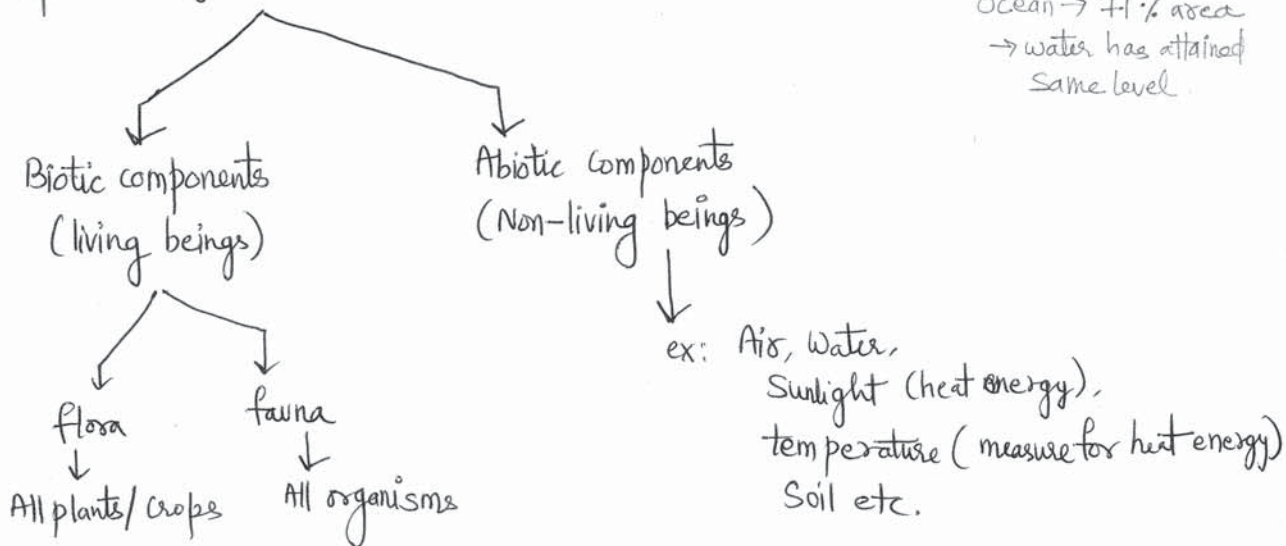 Ocean → 71% area
→ water has attained
Same level.
Biotic components
(living beings)
Abiotic components
(Non-living beings)
flora
fauna
All plants/crops
All organisms
ex: Air, Water,
Sunlight (heat energy),
temperature (measure for heat energy)
Soil etc.